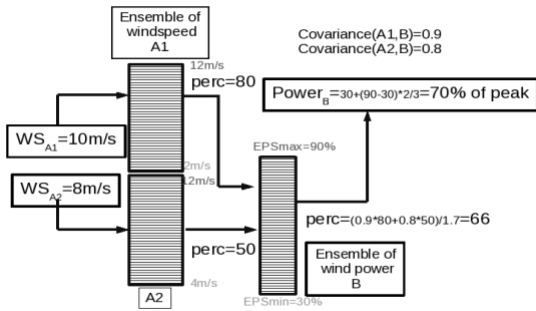 Ensemble of
windspeed
A1
Covariance(A1,B)=0.9
Covariance(A2,B)=0.8
12m/s
perc=80
Power_B=30+(90-30)*2/3=70% of peak
WS_A1=10m/s
EPSmax=90%
2m/s
WS_A2=8m/s
12m/s
perc=(0.9*80+0.8*50)/1.7=66
perc=50
Ensemble of
wind power
B
4m/s
A2
EPSmin=30%